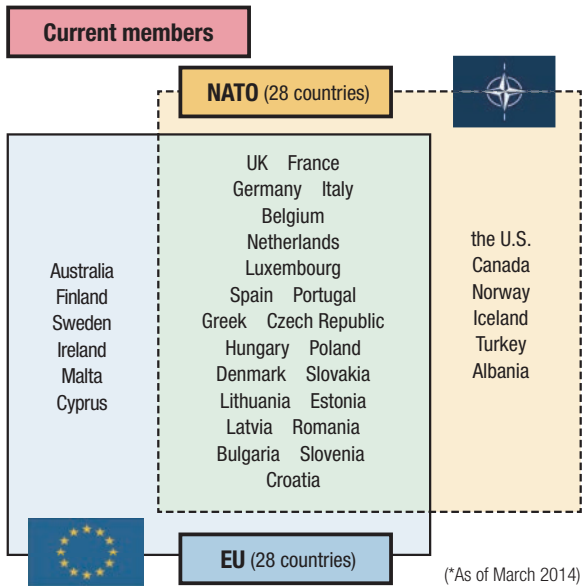 Current members
NATO (28 countries)
UK France
Germany Italy
Belgium
Netherlands
Luxembourg
Spain Portugal
Greek Czech Republic
Hungary Poland
Denmark Slovakia
Lithuania Estonia
Latvia Romania
Bulgaria Slovenia
Croatia
Australia
Finland
Sweden
Ireland
Malta
Cyprus
the U.S.
Canada
Norway
Iceland
Turkey
Albania
EU (28 countries)
(*As of March 2014)